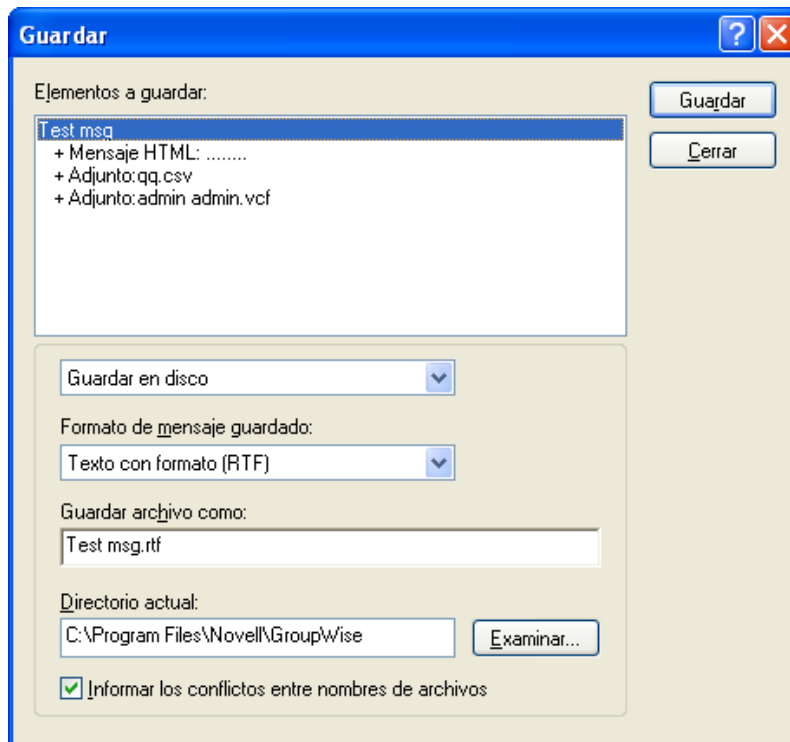 Guardar
Elementos a guardar:
Guardar
Test msg
+ Mensaje HTML: ........
+ Adjunto:qq.csv
+ Adjunto:admin admin.vcf
Cerrar
Guardar en disco
Formato de mensaje guardado:
Texto con formato (RTF)
Guardar archivo como:
Test msg.rtf
Directorio actual:
C:\Program Files\Novell\GroupWise
Examinar...
Informar los conflictos entre nombres de archivos